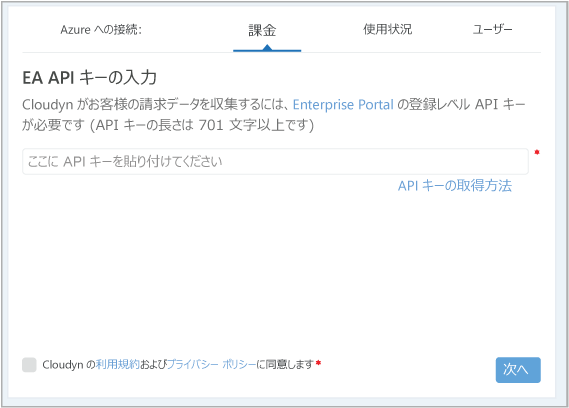 Azure への接続: 課金 使用状況 ユーザー
EA API キーの入力
Cloudyn がお客様の請求データを収集するには、Enterprise Portal の登録レベル API キー
が必要です (API キーの長さは 701 文字以上です)
ここに API キーを貼り付けてください *
API キーの取得方法
Cloudyn の利用規約およびプライバシー ポリシーに同意します* 次へ